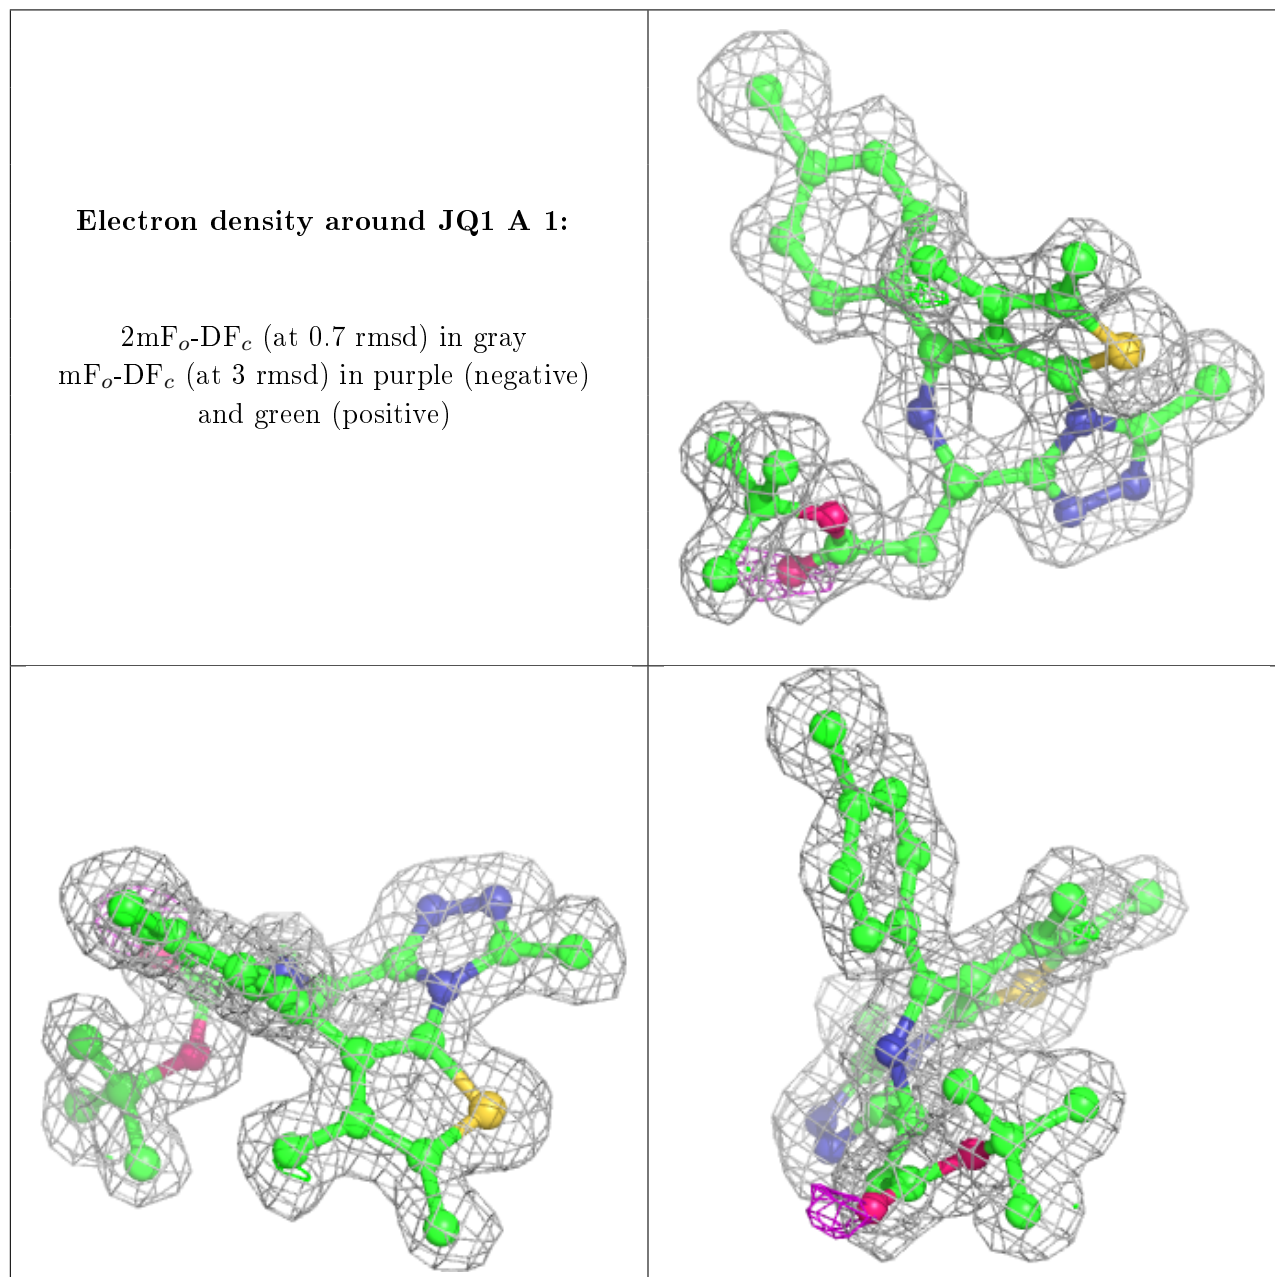 Electron density around JQ1 A 1:
2mFₒ-DF𝒸 (at 0.7 rmsd) in gray
mFₒ-DF𝒸 (at 3 rmsd) in purple (negative)
and green (positive)